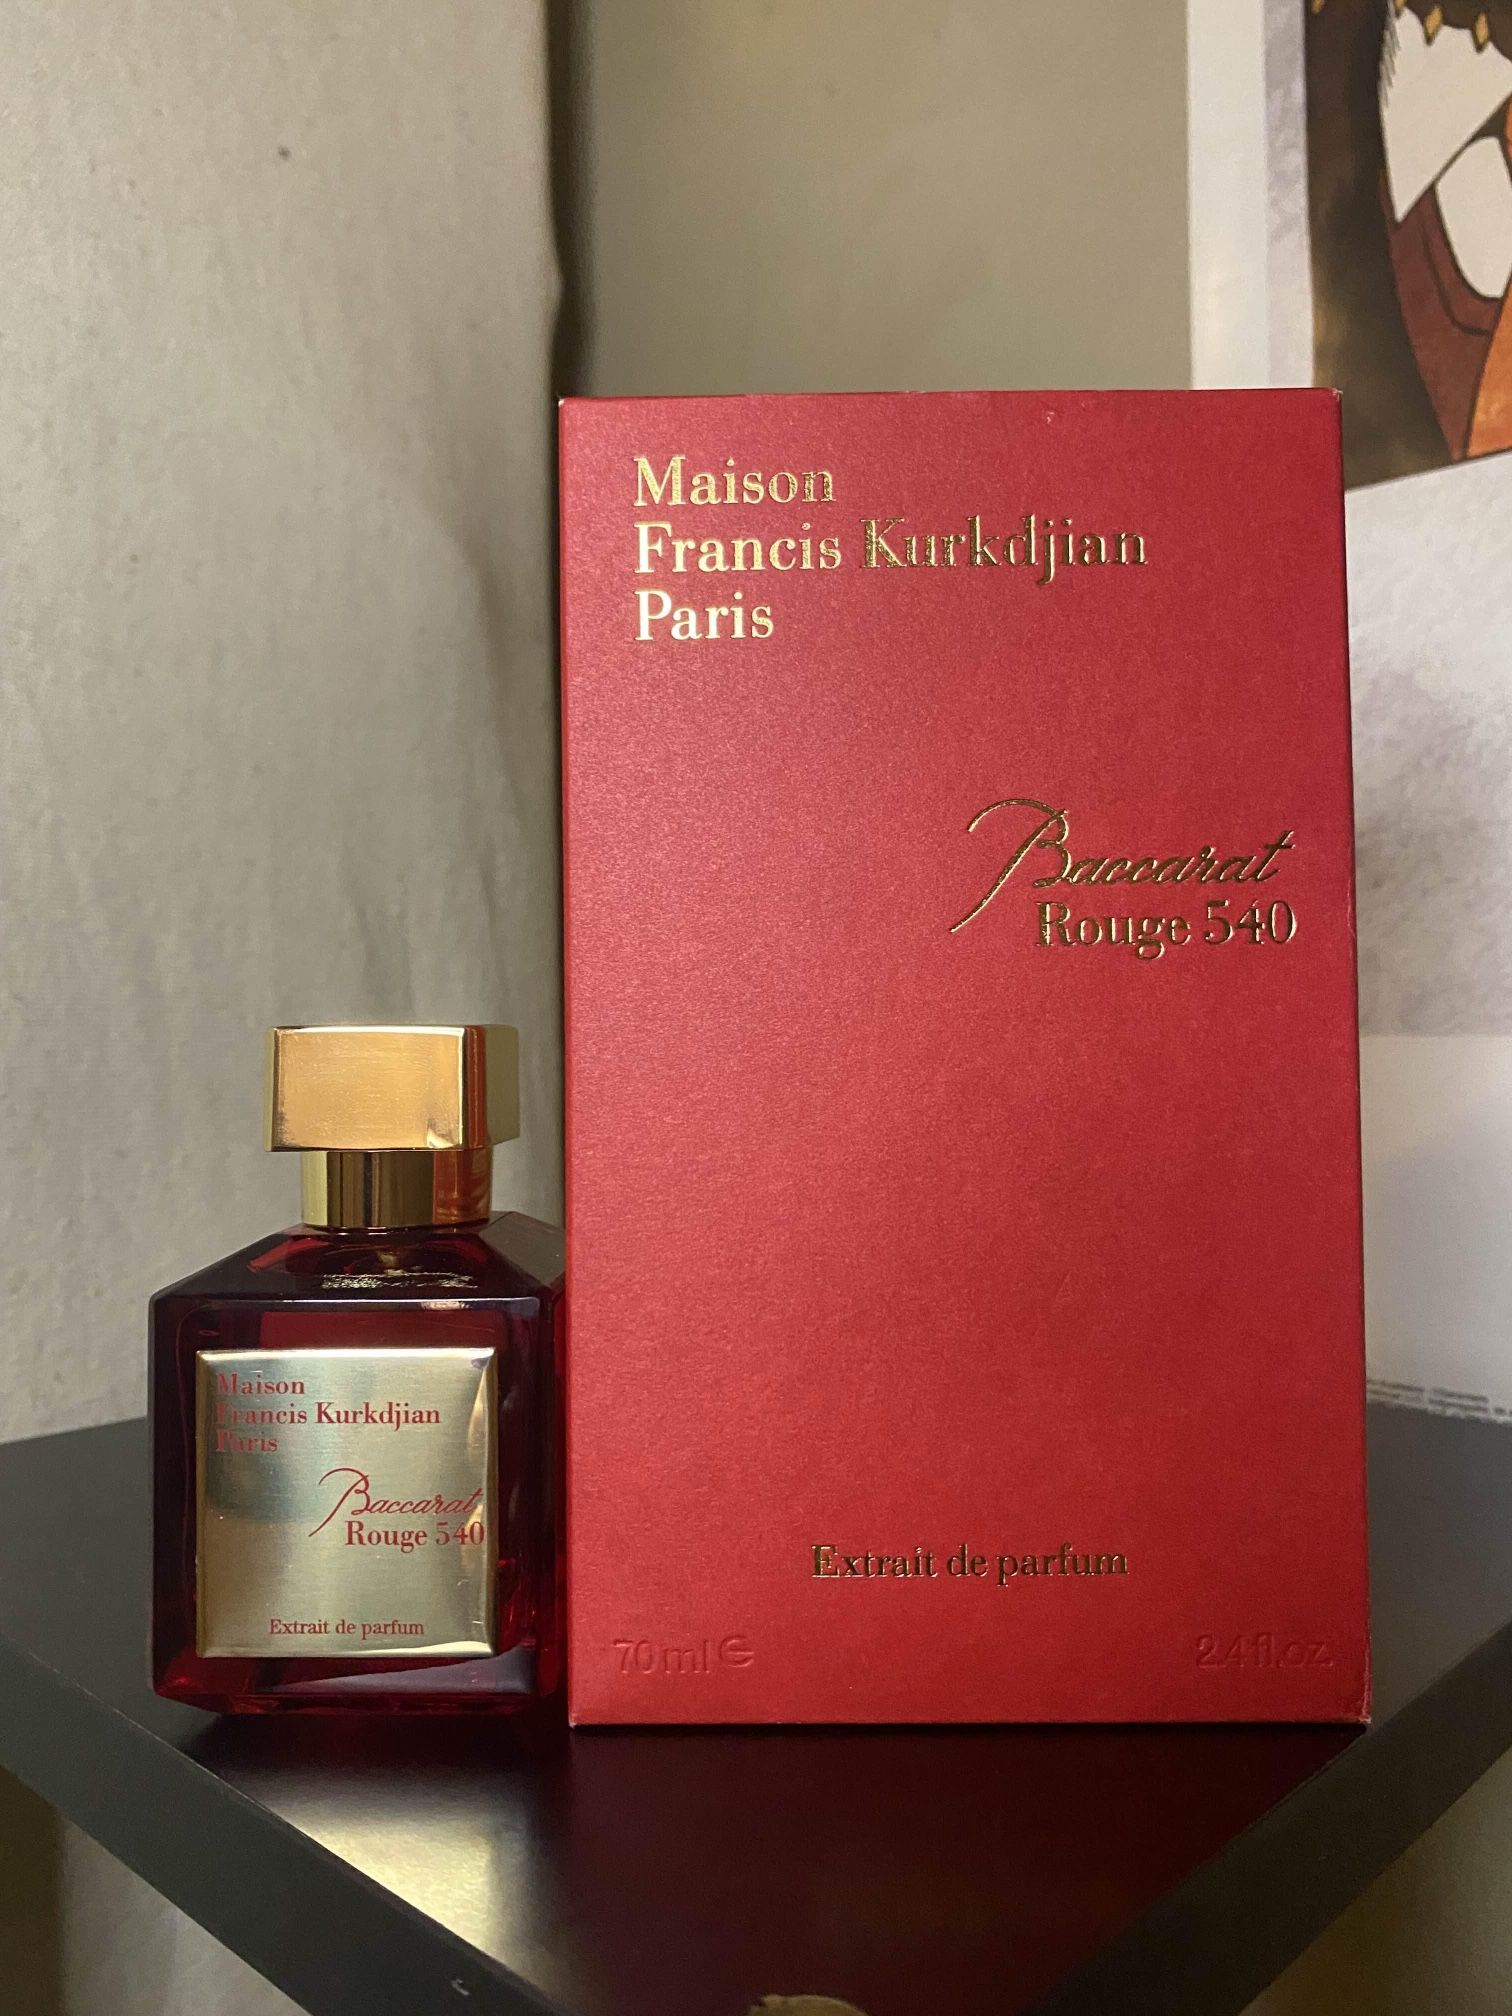 Maison
Francis Kurkdjian
Paris
Baccarat
Rouge 540
Extrait de parfum
70 ml ℮
2.4 fl.oz.
Maison
Francis Kurkdjian
Paris
Baccarat
Rouge 540
Extrait de parfum